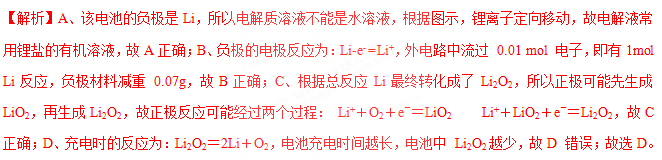 【解析】A、该电池的负极是 Li，所以电解质溶液不能是水溶液，根据图示，锂离子定向移动，故电解液常
用锂盐的有机溶液，故 A 正确；B、负极的电极反应为：Li-e⁻=Li⁺，外电路中流过 0.01 mol 电子，即有 1mol
Li 反应，负极材料减重 0.07g，故 B 正确；C、根据总反应 Li 最终转化成了 Li₂O₂，所以正极可能先生成
LiO₂，再生成 Li₂O₂，故正极反应可能经过两个过程： Li⁺＋O₂＋e⁻＝LiO₂ Li⁺＋LiO₂＋e⁻＝Li₂O₂，故 C
正确；D、充电时的反应为：Li₂O₂＝2Li＋O₂，电池充电时间越长，电池中 Li₂O₂越少，故 D 错误；故选 D。